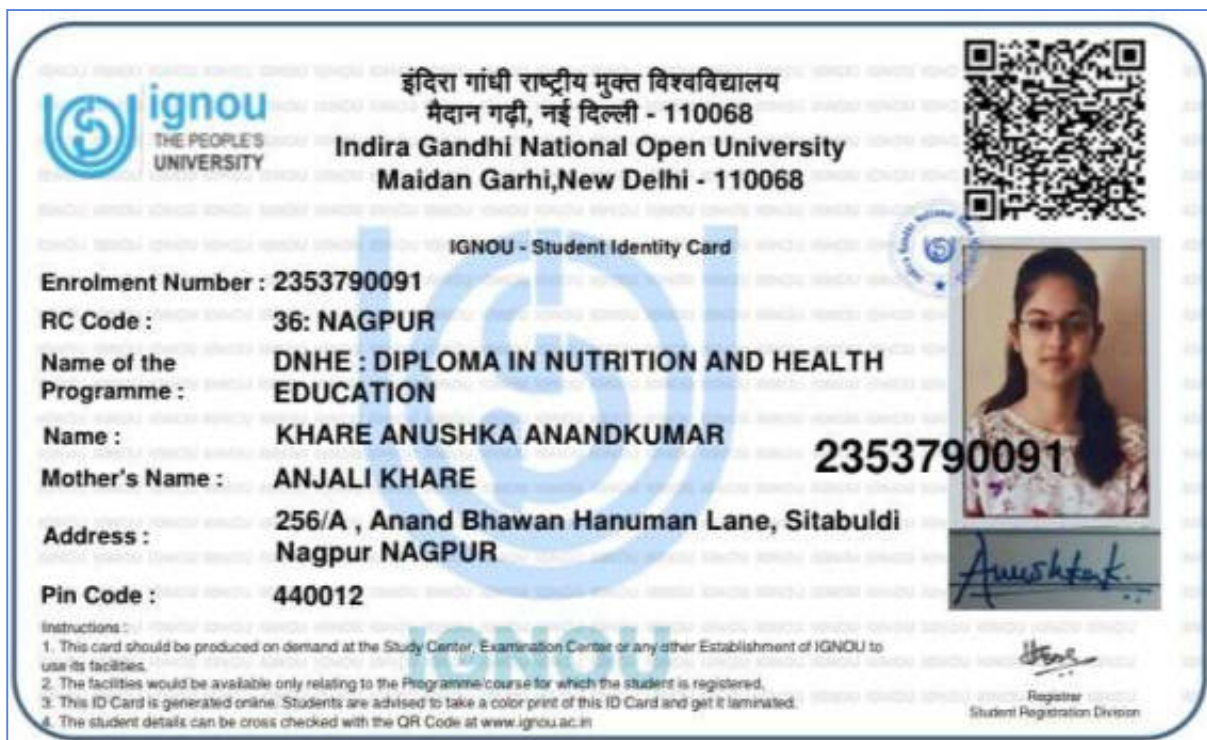 ignou
THE PEOPLE'S
UNIVERSITY
इंदिरा गांधी राष्ट्रीय मुक्त विश्वविद्यालय
मैदान गढ़ी, नई दिल्ली - 110068
Indira Gandhi National Open University
Maidan Garhi,New Delhi - 110068
IGNOU - Student Identity Card
Enrolment Number : 2353790091
RC Code : 36: NAGPUR
Name of the Programme : DNHE : DIPLOMA IN NUTRITION AND HEALTH EDUCATION
Name : KHARE ANUSHKA ANANDKUMAR
2353790091
Mother's Name : ANJALI KHARE
Address : 256/A , Anand Bhawan Hanuman Lane, Sitabuldi
Nagpur NAGPUR
Pin Code : 440012
Anushka.k.
IGNOU
Instructions :
1. This card should be produced on demand at the Study Center, Examination Center or any other Establishment of IGNOU to
use its facilities.
2. The facilities would be available only relating to the Programme/course for which the student is registered.
3. This ID Card is generated online. Students are advised to take a color print of this ID Card and get it laminated.
4. The student details can be cross checked with the QR Code at www.ignou.ac.in
Registrar
Student Registration Division